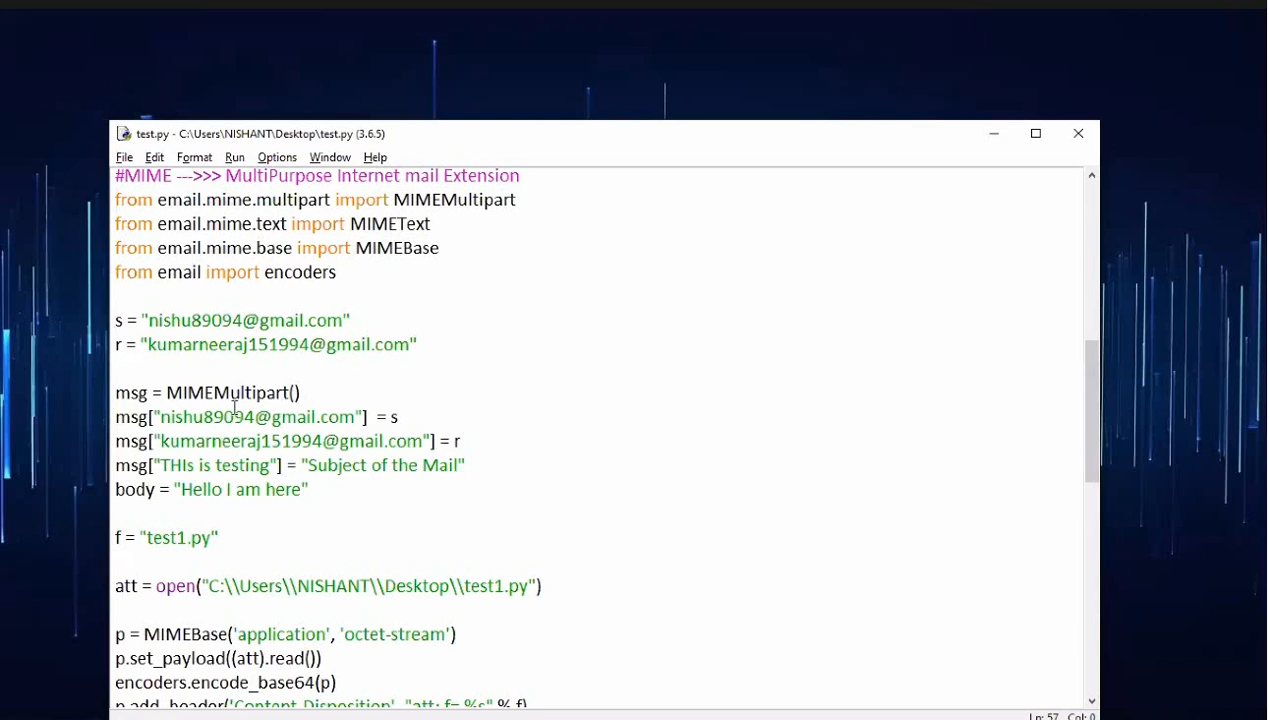 test.py - C:\Users\NISHANT\Desktop\test.py (3.6.5)
File Edit Format Run Options Window Help
#MIME --->>> MultiPurpose Internet mail Extension
from email.mime.multipart import MIMEMultipart
from email.mime.text import MIMEText
from email.mime.base import MIMEBase
from email import encoders
s = "nishu89094@gmail.com"
r = "kumarneeraj151994@gmail.com"
msg = MIMEMultipart()
msg["nishu89094@gmail.com"]  = s
msg["kumarneeraj151994@gmail.com"] = r
msg["THIs is testing"] = "Subject of the Mail"
body = "Hello I am here"
f = "test1.py"
att = open("C:\\Users\\NISHANT\\Desktop\\test1.py")
p = MIMEBase('application', 'octet-stream')
p.set_payload((att).read())
encoders.encode_base64(p)
p.add_header('Content-Disposition', "att; f= %s" % f)
Ln: 57 Col: 0